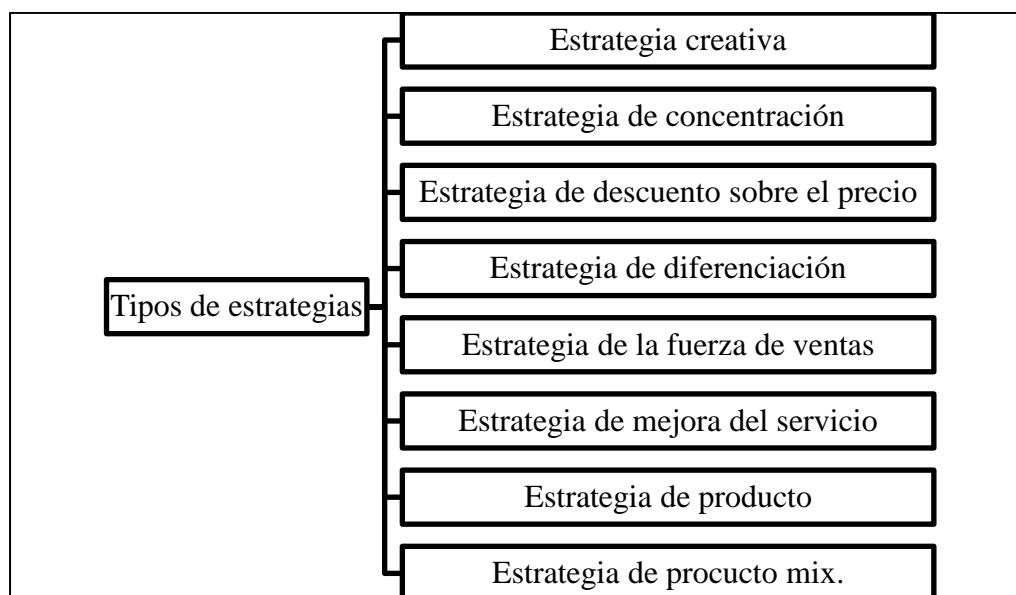 Estrategia creativa
Estrategia de concentración
Estrategia de descuento sobre el precio
Estrategia de diferenciación
Tipos de estrategias
Estrategia de la fuerza de ventas
Estrategia de mejora del servicio
Estrategia de producto
Estrategia de procucto mix.